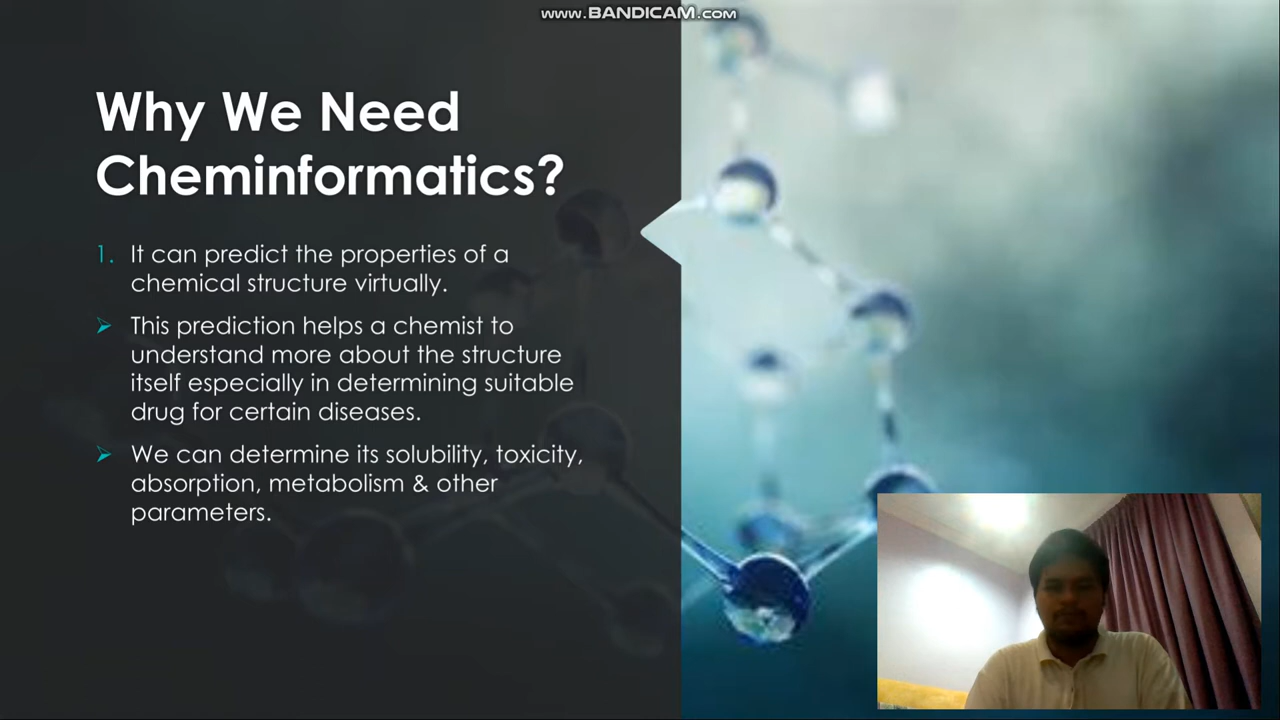 www.BANDICAM.com
Why We Need
Cheminformatics?
1. It can predict the properties of a
chemical structure virtually.
➢ This prediction helps a chemist to
understand more about the structure
itself especially in determining suitable
drug for certain diseases.
➢ We can determine its solubility, toxicity,
absorption, metabolism & other
parameters.